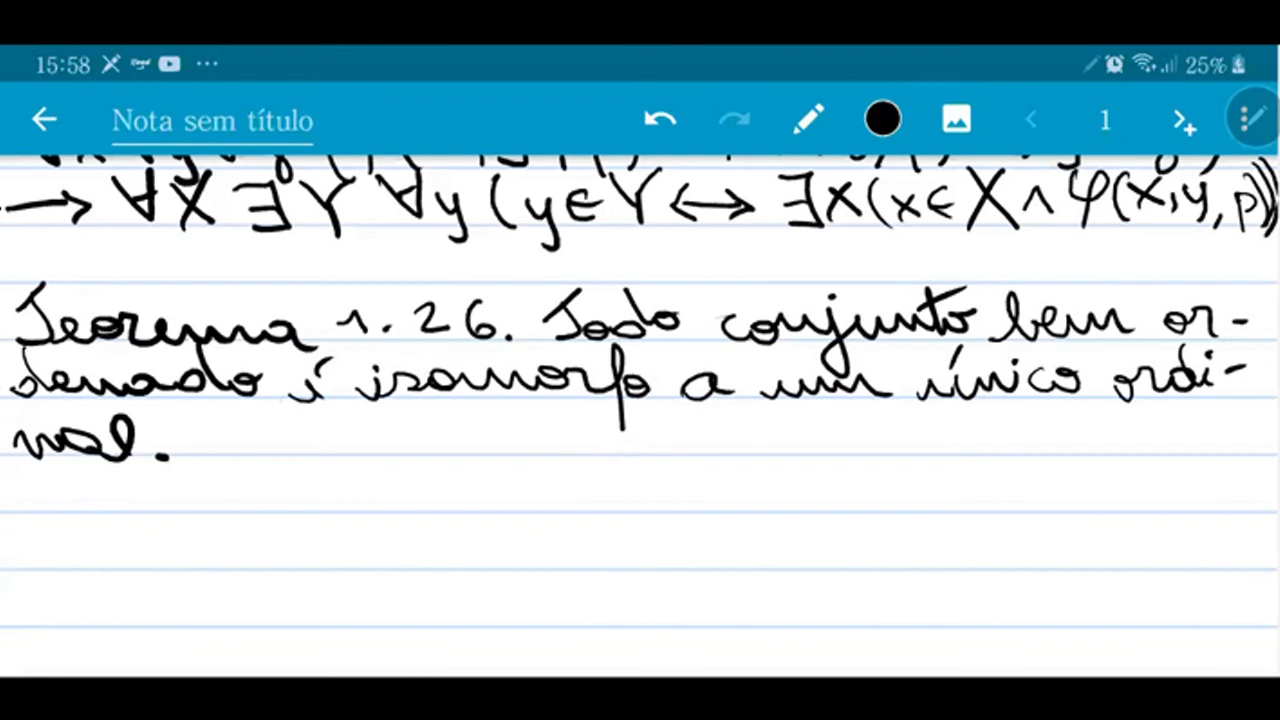 15:58 ... 25%
Nota sem título 1
→ ∀X ∃Y ∀y (y∈Y ↔ ∃x(x∈X ∧ φ(x,y,p)))
Teorema 1.26. Todo conjunto bem or-
denado é isomorfo a um único ordi-
nal.